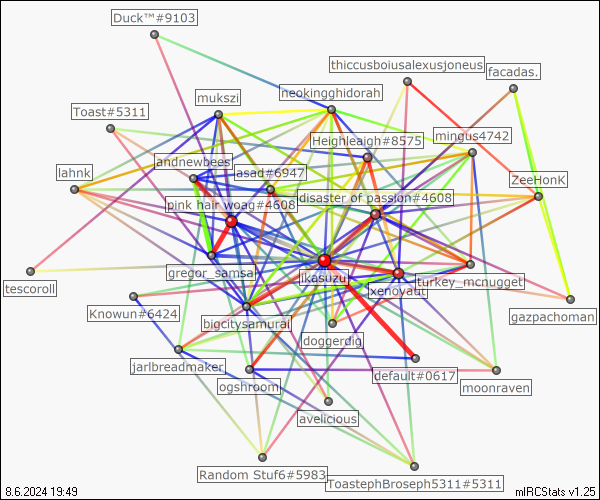 Duck™#9103
thiccusboiusalexusjoneus
facadas.
neokingghidorah
mukszi
Toast#5311
mingus4742
Heighleaigh#8575
andnewbees
asad#6947
lahnk
ZeeHonK
disaster of passion#4608
pink hair woag#4608
gregor_samsa
jkasuzu
turkey_mcnugget
xenovaut
tescoroll
Knowun#6424
gazpachoman
bigcitysamurai
doggerdig
jarlbreadmaker
default#0617
ogshroom
moonraven
avelicious
Random Stuf6#5983
ToastephBroseph5311#5311
8.6.2024 19:49
mIRCStats v1.25